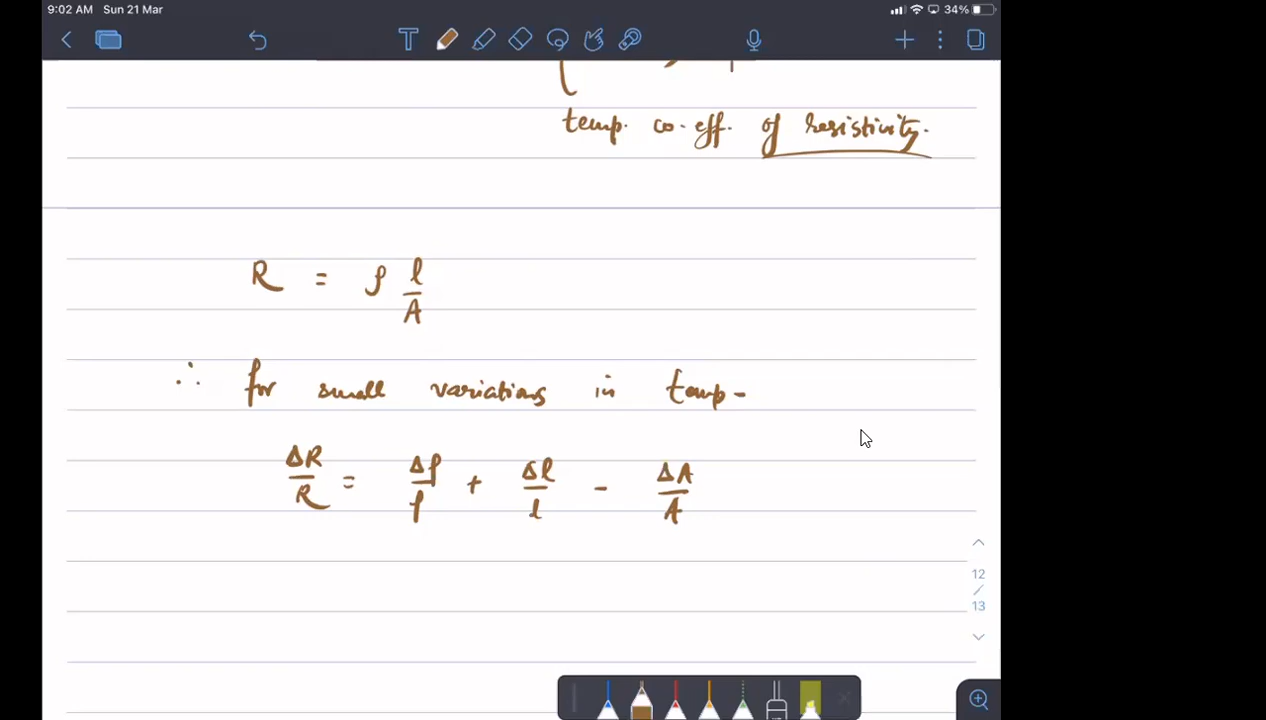 9:02 AM Sun 21 Mar
34%
T
temp. co-eff. of resistivity.
R = ρ l/A
∴ for small variations in temp -
ΔR/R = Δρ/ρ + Δl/l - ΔA/A
12
/
13